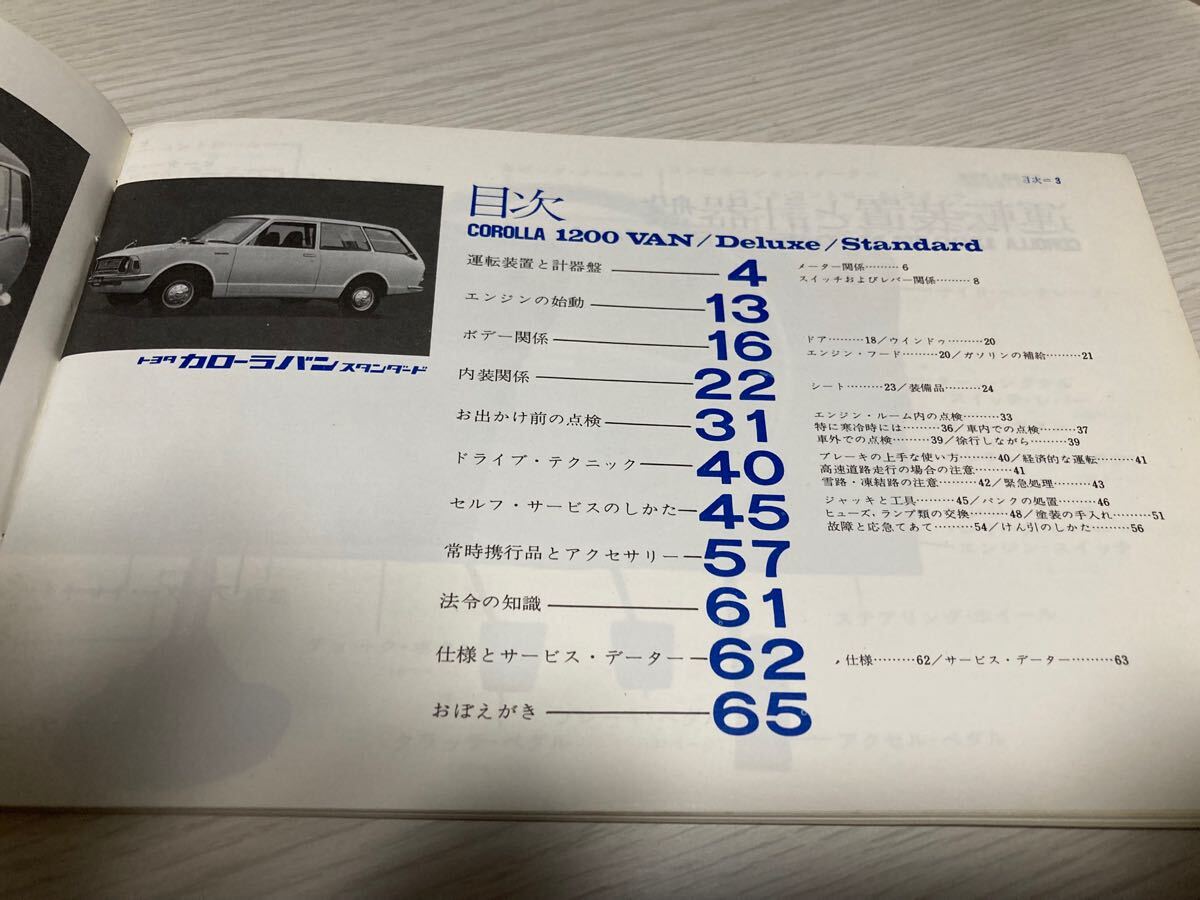 目次＝3
トヨタ カローラバン スタンダード
目次
COROLLA 1200 VAN/Deluxe/Standard
運転装置と計器盤 4 メーター関係………6
スイッチおよびレバー関係………8
エンジンの始動 13
ボデー関係 16 ドア………18／ウインドゥ………20
エンジン・フード………20／ガソリンの補給………21
内装関係 22 シート………23／装備品………24
お出かけ前の点検 31 エンジン・ルーム内の点検………33
特に寒冷時には………36／車内での点検………37
車外での点検………39／徐行しながら………39
ドライブ・テクニック 40 ブレーキの上手な使い方………40／経済的な運転………41
高速道路走行の場合の注意………41
雪路・凍結路の注意………42／緊急処理………43
セルフ・サービスのしかた 45 ジャッキと工具………45／パンクの処置………46
ヒューズ、ランプ類の交換………48／塗装の手入れ………51
故障と応急てあて………54／けん引のしかた………56
常時携行品とアクセサリー 57
法令の知識 61
仕様とサービス・データー 62 仕様………62／サービス・データー………63
おぼえがき 65